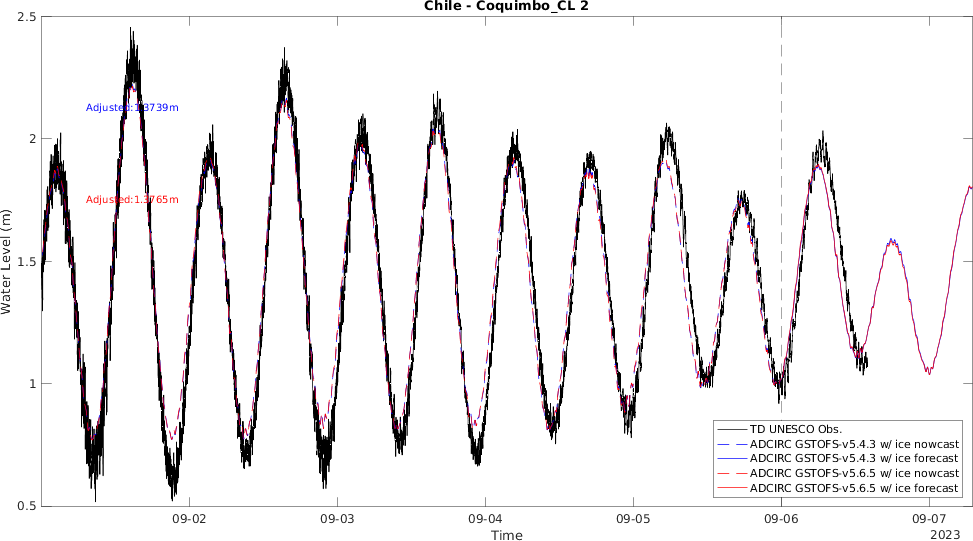 Chile - Coquimbo_CL 2
2.5
2
1.5
1
0.5
Water Level (m)
Adjusted:1.3739m
Adjusted:1.3765m
TD UNESCO Obs.
ADCIRC GSTOFS-v5.4.3 w/ ice nowcast
ADCIRC GSTOFS-v5.4.3 w/ ice forecast
ADCIRC GSTOFS-v5.6.5 w/ ice nowcast
ADCIRC GSTOFS-v5.6.5 w/ ice forecast
09-02 09-03 09-04 09-05 09-06 09-07
Time
2023